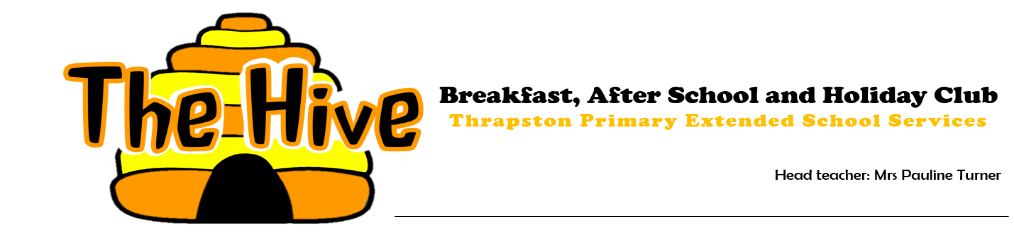 The Hive
Breakfast, After School and Holiday Club
Thrapston Primary Extended School Services
Head teacher: Mrs Pauline Turner